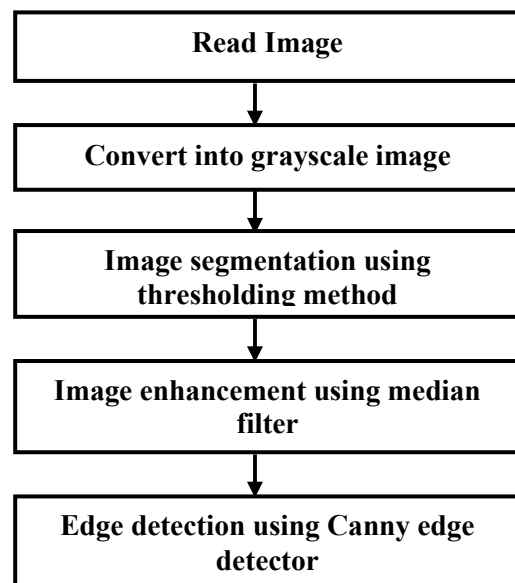 Read Image
Convert into grayscale image
Image segmentation using
thresholding method
Image enhancement using median
filter
Edge detection using Canny edge
detector